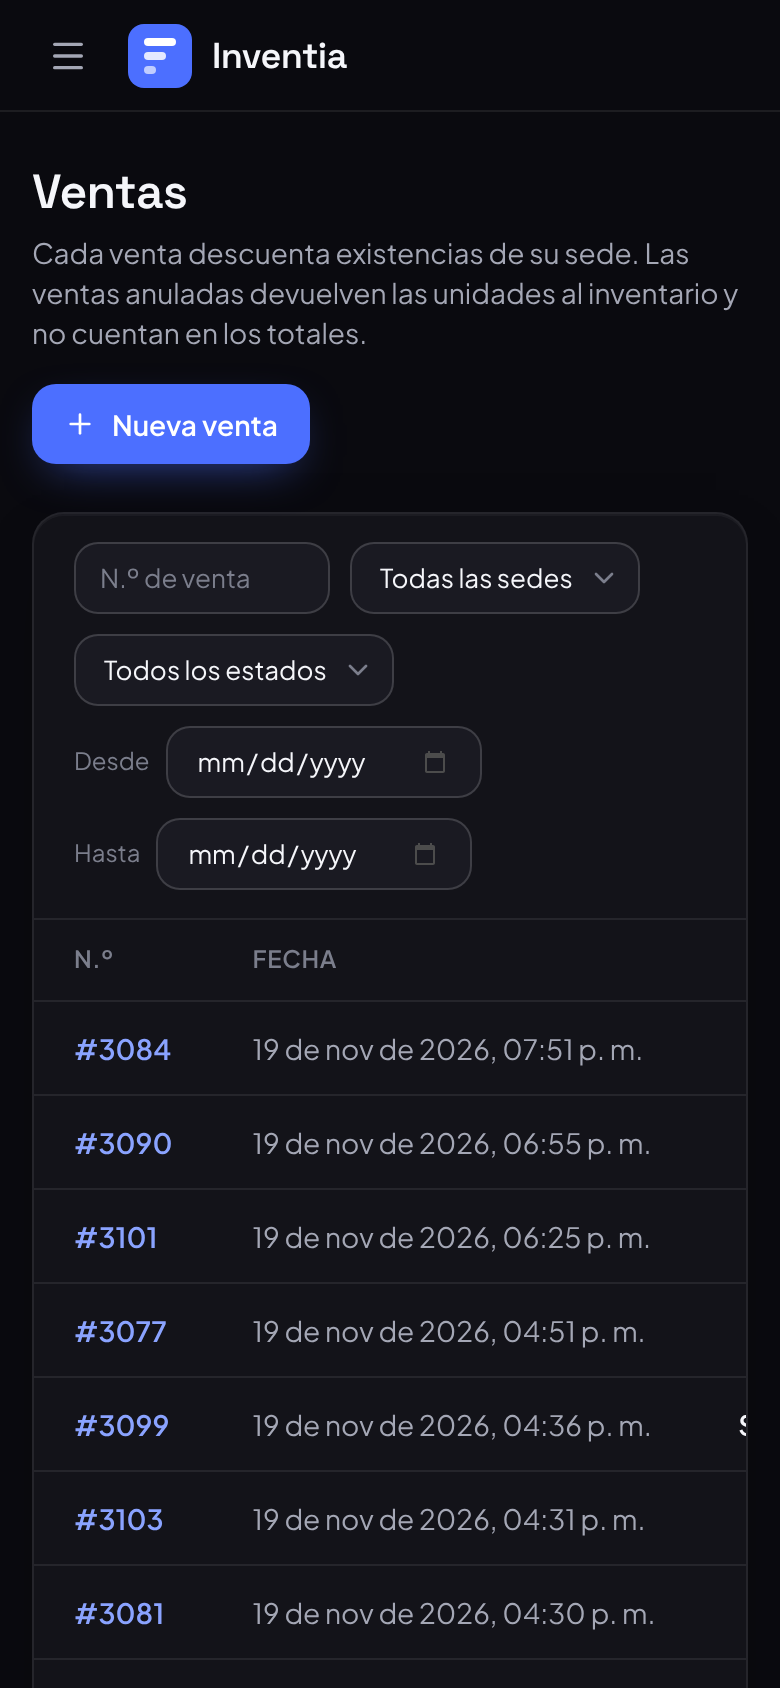 Inventia
Ventas
Cada venta descuenta existencias de su sede. Las
ventas anuladas devuelven las unidades al inventario y
no cuentan en los totales.
Nueva venta
N.º de venta
Todas las sedes
Todos los estados
Desde mm/dd/yyyy
Hasta mm/dd/yyyy
N.º FECHA
#3084 19 de nov de 2026, 07:51 p. m.
#3090 19 de nov de 2026, 06:55 p. m.
#3101 19 de nov de 2026, 06:25 p. m.
#3077 19 de nov de 2026, 04:51 p. m.
#3099 19 de nov de 2026, 04:36 p. m.
#3103 19 de nov de 2026, 04:31 p. m.
#3081 19 de nov de 2026, 04:30 p. m.